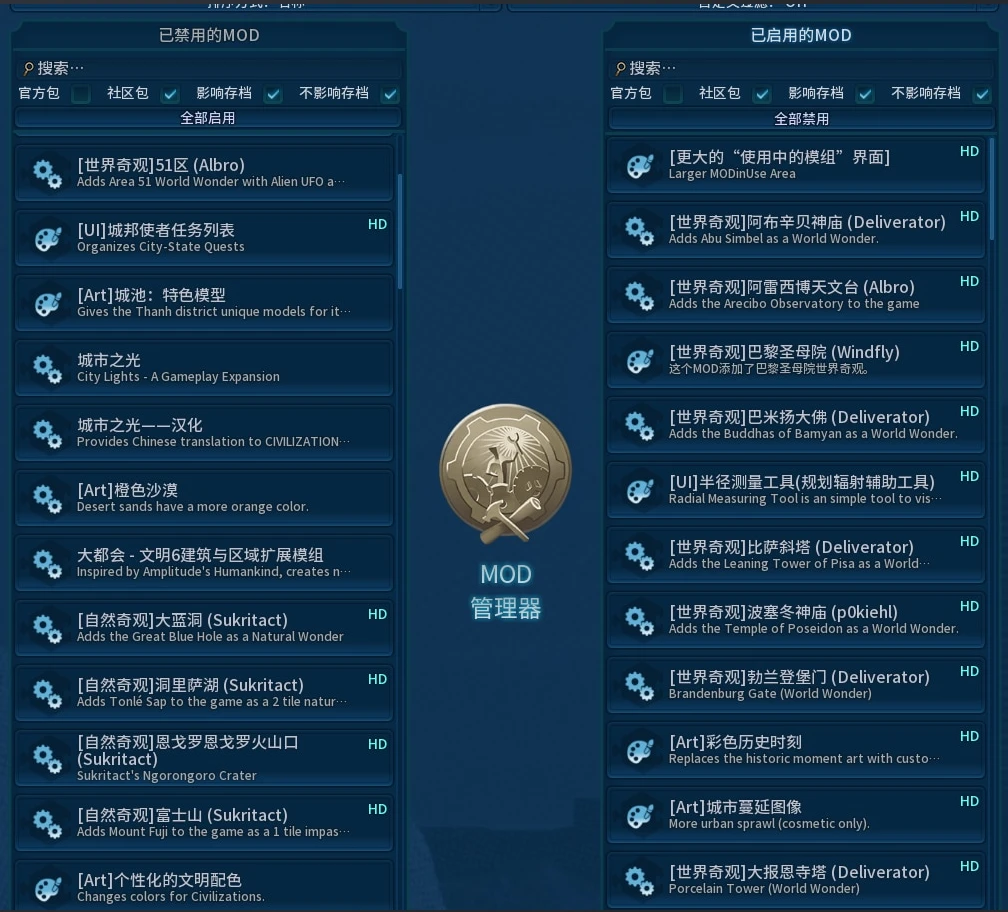 已禁用的MOD
搜索…
官方包 社区包 影响存档 不影响存档
全部启用
[世界奇观]51区 (Albro)
Adds Area 51 World Wonder with Alien UFO a…
[UI]城邦使者任务列表
HD
Organizes City-State Quests
[Art]城池：特色模型
Gives the Thanh district unique models for it…
城市之光
City Lights - A Gameplay Expansion
城市之光——汉化
Provides Chinese translation to CIVILIZATION…
[Art]橙色沙漠
Desert sands have a more orange color.
大都会 - 文明6建筑与区域扩展模组
Inspired by Amplitude's Humankind, creates n…
[自然奇观]大蓝洞 (Sukritact)
HD
Adds the Great Blue Hole as a Natural Wonder
[自然奇观]洞里萨湖 (Sukritact)
HD
Adds Tonlé Sap to the game as a 2 tile natur…
[自然奇观]恩戈罗恩戈罗火山口
(Sukritact)
HD
Sukritact's Ngorongoro Crater
[自然奇观]富士山 (Sukritact)
HD
Adds Mount Fuji to the game as a 1 tile impas…
[Art]个性化的文明配色
Changes colors for Civilizations.
MOD
管理器
已启用的MOD
搜索…
官方包 社区包 影响存档 不影响存档
全部禁用
[更大的“使用中的模组”界面]
HD
Larger MODinUse Area
[世界奇观]阿布辛贝神庙 (Deliverator)
HD
Adds Abu Simbel as a World Wonder.
[世界奇观]阿雷西博天文台 (Albro)
HD
Adds the Arecibo Observatory to the game
[世界奇观]巴黎圣母院 (Windfly)
HD
这个MOD添加了巴黎圣母院世界奇观。
[世界奇观]巴米扬大佛 (Deliverator)
HD
Adds the Buddhas of Bamyan as a World Wonder.
[UI]半径测量工具(规划辐射辅助工具)
HD
Radial Measuring Tool is an simple tool to vis…
[世界奇观]比萨斜塔 (Deliverator)
HD
Adds the Leaning Tower of Pisa as a World…
[世界奇观]波塞冬神庙 (p0kiehl)
HD
Adds the Temple of Poseidon as a World Wonder.
[世界奇观]勃兰登堡门 (Deliverator)
HD
Brandenburg Gate (World Wonder)
[Art]彩色历史时刻
HD
Replaces the historic moment art with custo…
[Art]城市蔓延图像
HD
More urban sprawl (cosmetic only).
[世界奇观]大报恩寺塔 (Deliverator)
HD
Porcelain Tower (World Wonder)